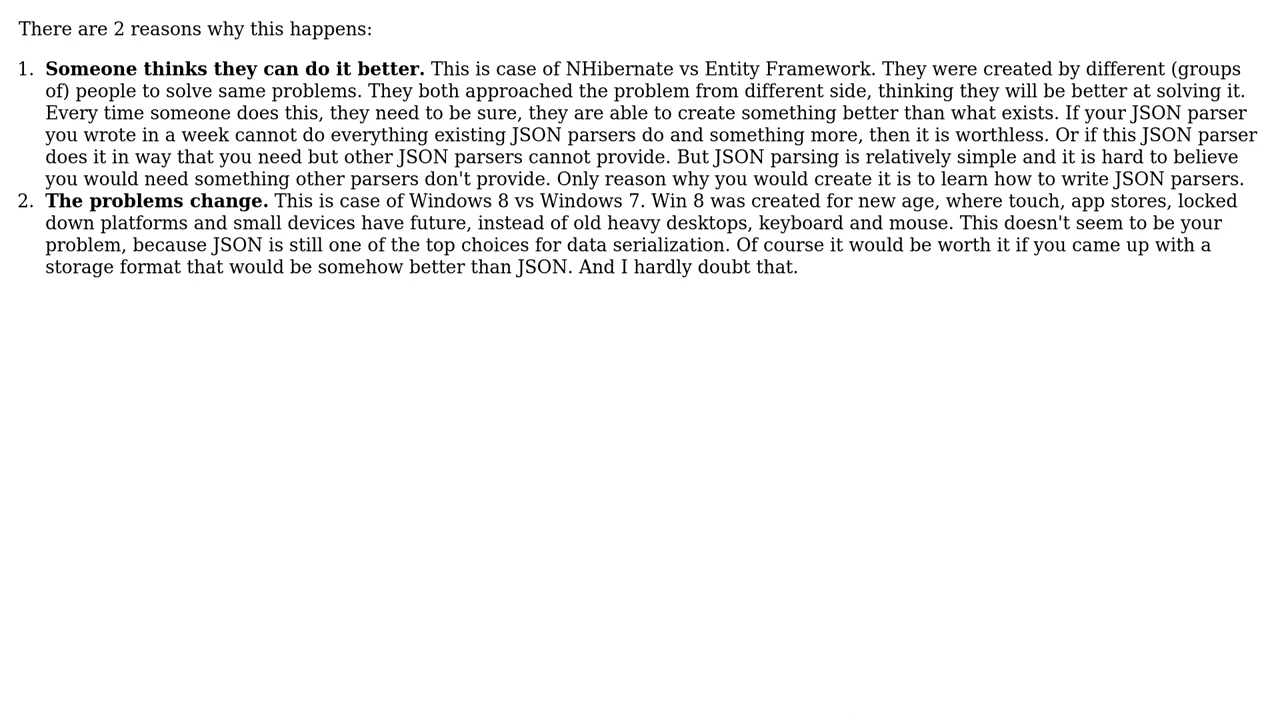 There are 2 reasons why this happens:
1. Someone thinks they can do it better. This is case of NHibernate vs Entity Framework. They were created by different (groups
of) people to solve same problems. They both approached the problem from different side, thinking they will be better at solving it.
Every time someone does this, they need to be sure, they are able to create something better than what exists. If your JSON parser
you wrote in a week cannot do everything existing JSON parsers do and something more, then it is worthless. Or if this JSON parser
does it in way that you need but other JSON parsers cannot provide. But JSON parsing is relatively simple and it is hard to believe
you would need something other parsers don't provide. Only reason why you would create it is to learn how to write JSON parsers.
2. The problems change. This is case of Windows 8 vs Windows 7. Win 8 was created for new age, where touch, app stores, locked
down platforms and small devices have future, instead of old heavy desktops, keyboard and mouse. This doesn't seem to be your
problem, because JSON is still one of the top choices for data serialization. Of course it would be worth it if you came up with a
storage format that would be somehow better than JSON. And I hardly doubt that.